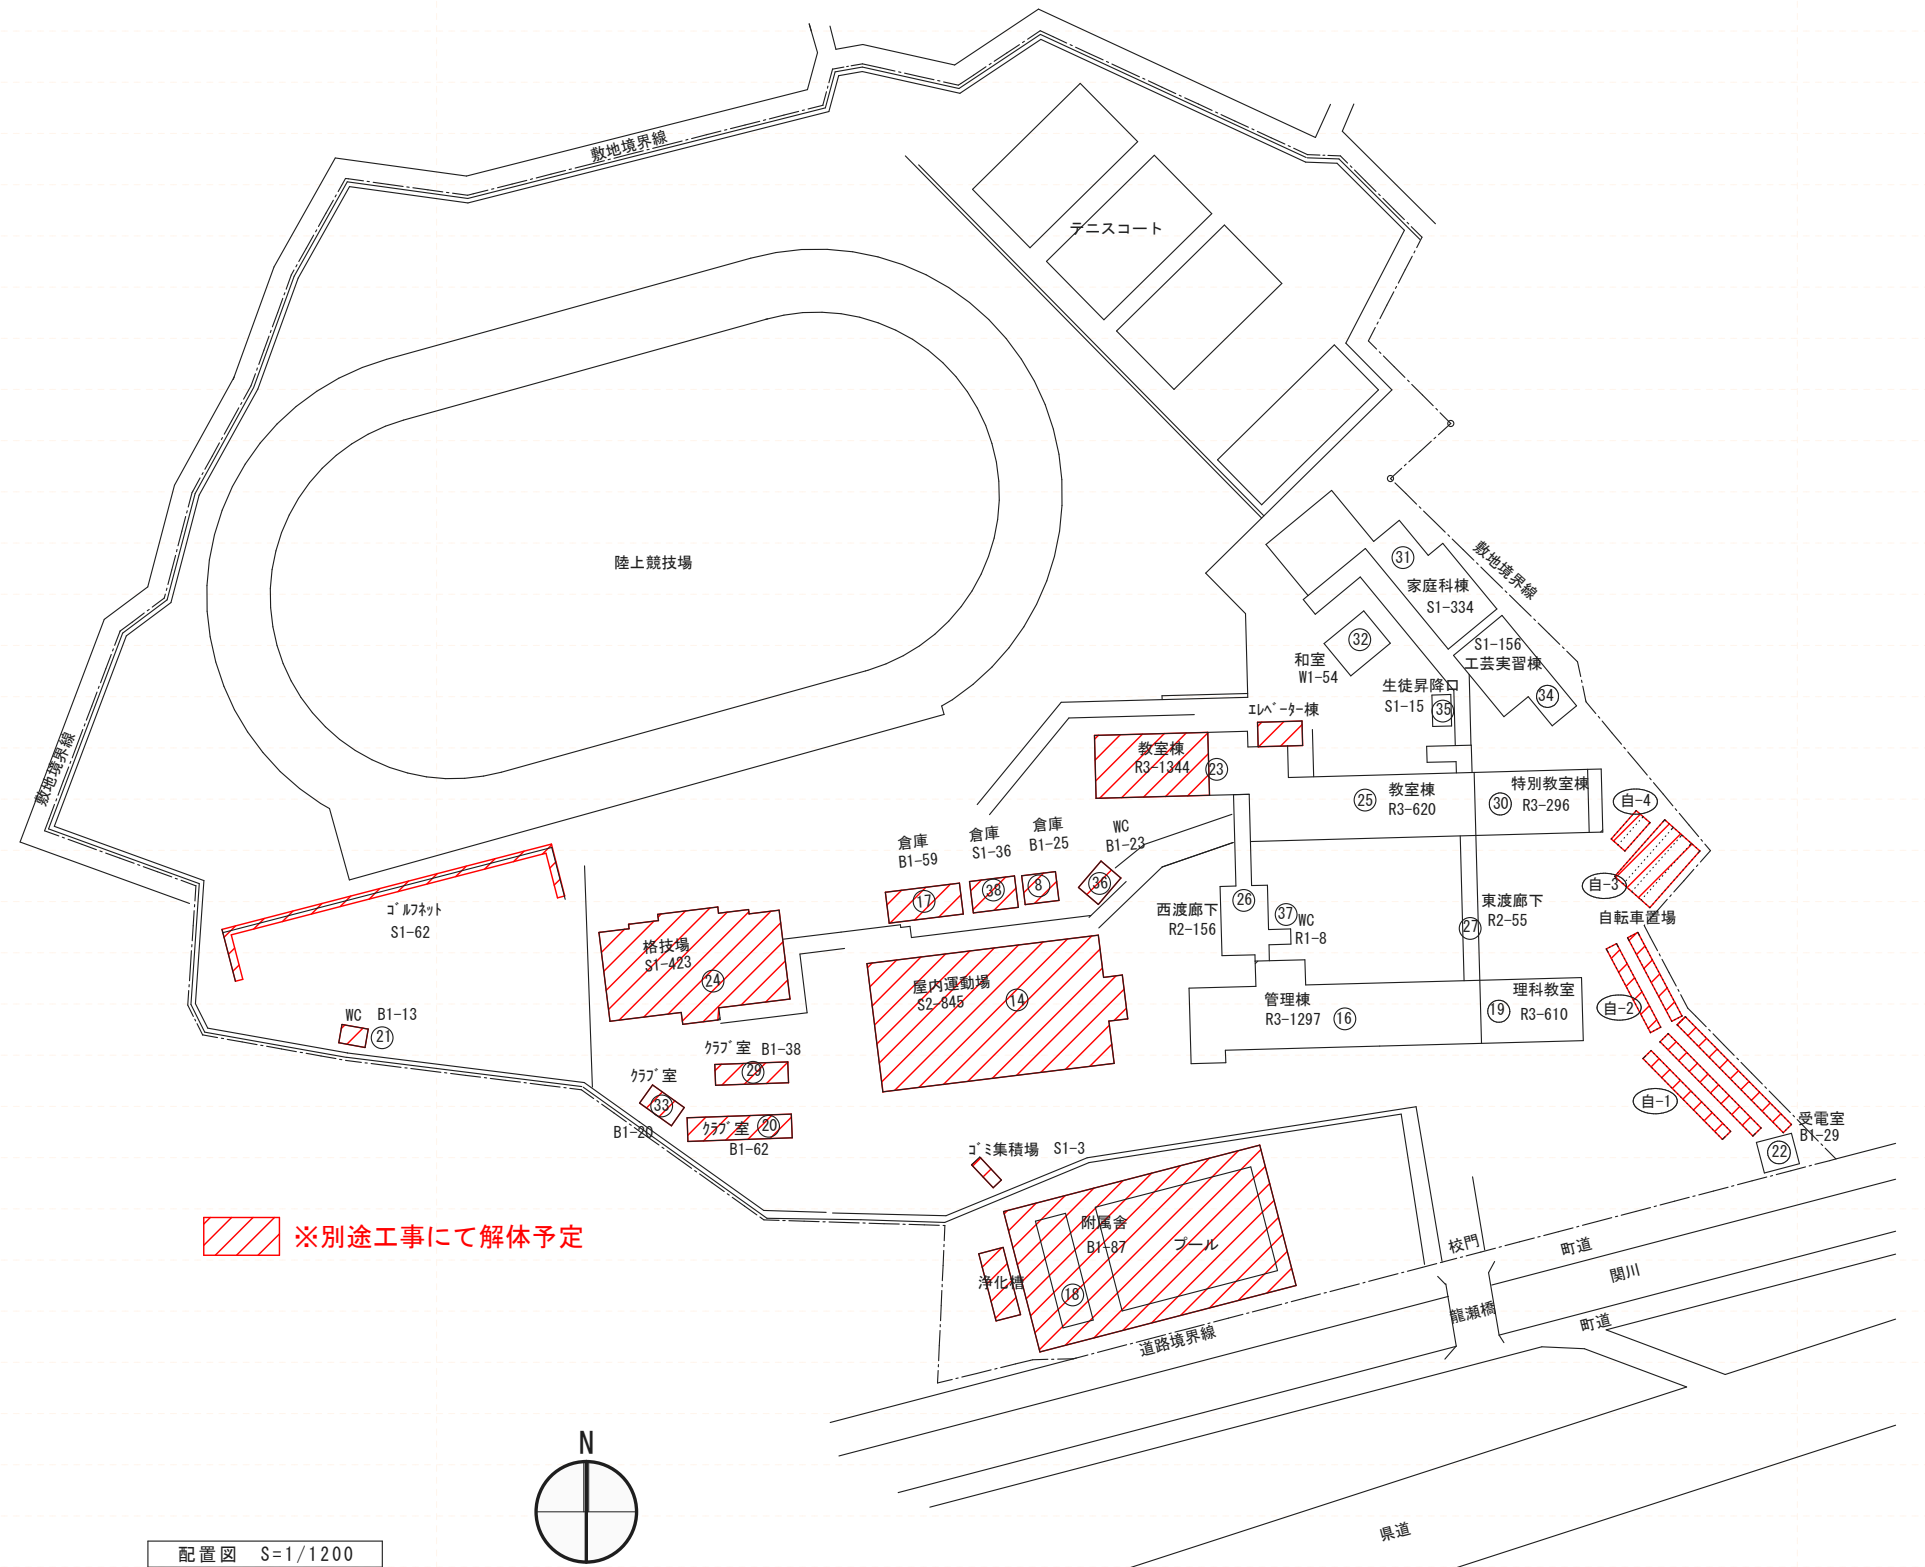 敷地境界線
テニスコート
陸上競技場
敷地境界線
31
家庭科棟
S1-334
32
和室
W1-54
S1-156
工芸実習棟
34
生徒昇降口
S1-15
35
敷地境界線
エレベーター棟
教室棟
R3-1344
23
25
教室棟
R3-620
30
特別教室棟
R3-296
自-4
自-3
自転車置場
倉庫
B1-59
17
倉庫
S1-36
38
倉庫
B1-25
8
WC
B1-23
36
西渡廊下
R2-156
26
37
WC
R1-8
27
東渡廊下
R2-55
ゴルフネット
S1-62
格技場
S1-423
24
屋内運動場
S2-845
14
管理棟
R3-1297
16
19
理科教室
R3-610
自-2
WC B1-13
21
クラブ室 B1-38
29
クラブ室
33
B1-20
クラブ室 20
B1-62
自-1
受電室
B1-29
22
ゴミ集積場 S1-3
附属舎
B1-87
プール
浄化槽
18
※別途工事にて解体予定
校門
町道
関川
龍瀬橋
町道
道路境界線
県道
N
配置図 S=1/1200